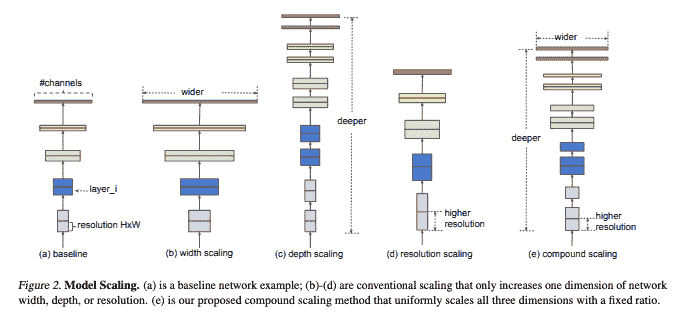 #channels
wider
wider
deeper
deeper
layer_i
resolution HxW
higher
resolution
higher
resolution
(a) baseline
(b) width scaling
(c) depth scaling
(d) resolution scaling
(e) compound scaling
Figure 2. Model Scaling. (a) is a baseline network example; (b)-(d) are conventional scaling that only increases one dimension of network
width, depth, or resolution. (e) is our proposed compound scaling method that uniformly scales all three dimensions with a fixed ratio.